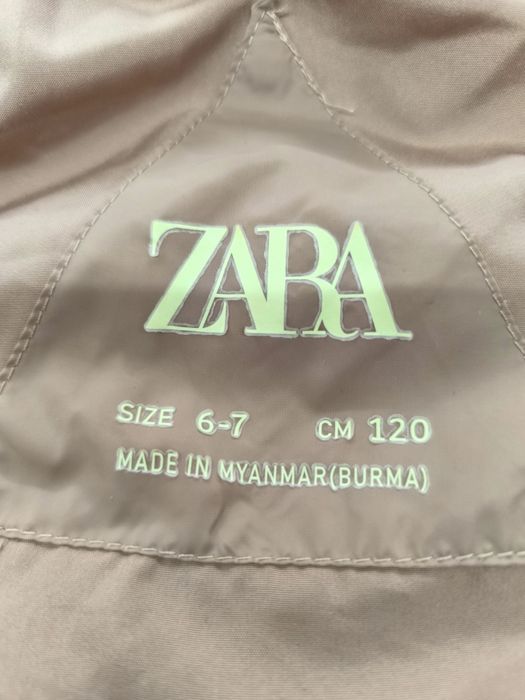 ZARA
SIZE 6-7 CM 120
MADE IN MYANMAR(BURMA)